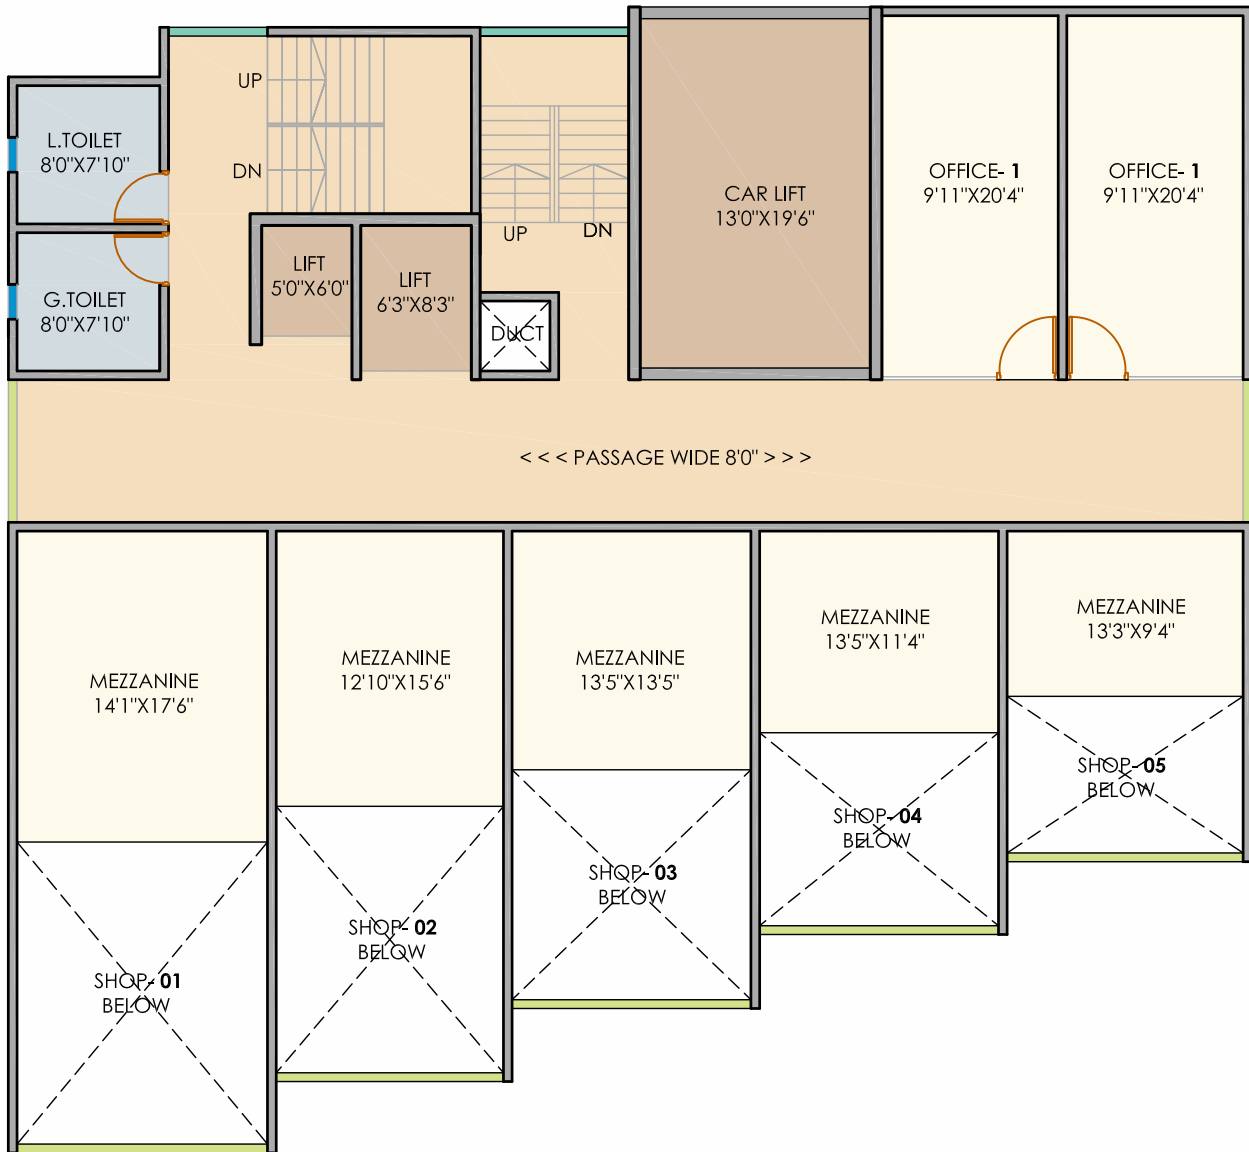 UP
DN
L.TOILET
8'0"X7'10"
G.TOILET
8'0"X7'10"
LIFT
5'0"X6'0"
LIFT
6'3"X8'3"
UP
DN
DUCT
CAR LIFT
13'0"X19'6"
OFFICE- 1
9'11"X20'4"
OFFICE- 1
9'11"X20'4"
< < < PASSAGE WIDE 8'0" > > >
MEZZANINE
14'1"X17'6"
MEZZANINE
12'10"X15'6"
MEZZANINE
13'5"X13'5"
MEZZANINE
13'5"X11'4"
MEZZANINE
13'3"X9'4"
SHOP- 01
BELOW
SHOP- 02
BELOW
SHOP- 03
BELOW
SHOP- 04
BELOW
SHOP- 05
BELOW